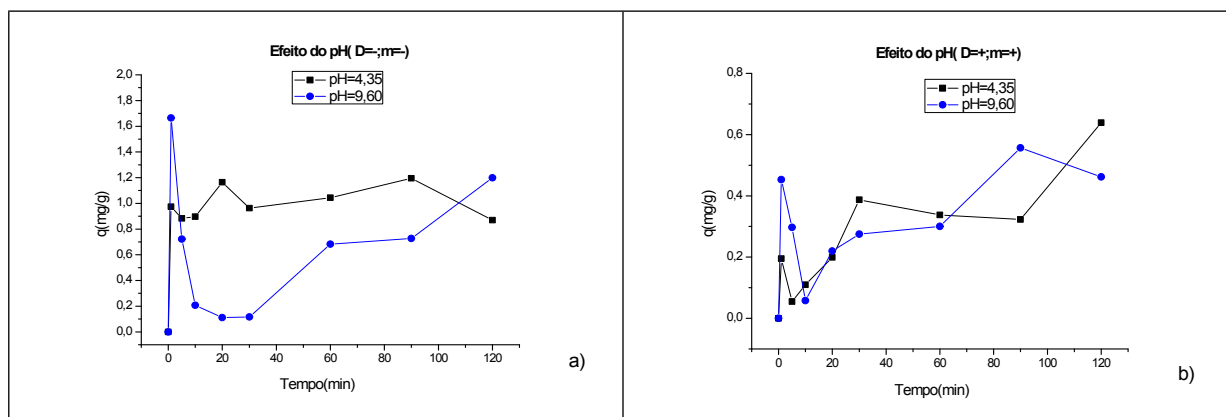 Efeito do pH( D=-;m=-)
pH=4,35
pH=9,60
2,0
1,8
1,6
1,4
1,2
1,0
0,8
0,6
0,4
0,2
0,0
q(mg/g)
0 20 40 60 80 100 120
Tempo(min)
a)
Efeito do pH( D=+;m=+)
pH=4,35
pH=9,60
0,8
0,6
0,4
0,2
0,0
q(mg/g)
0 20 40 60 80 100 120
Tempo(min)
b)